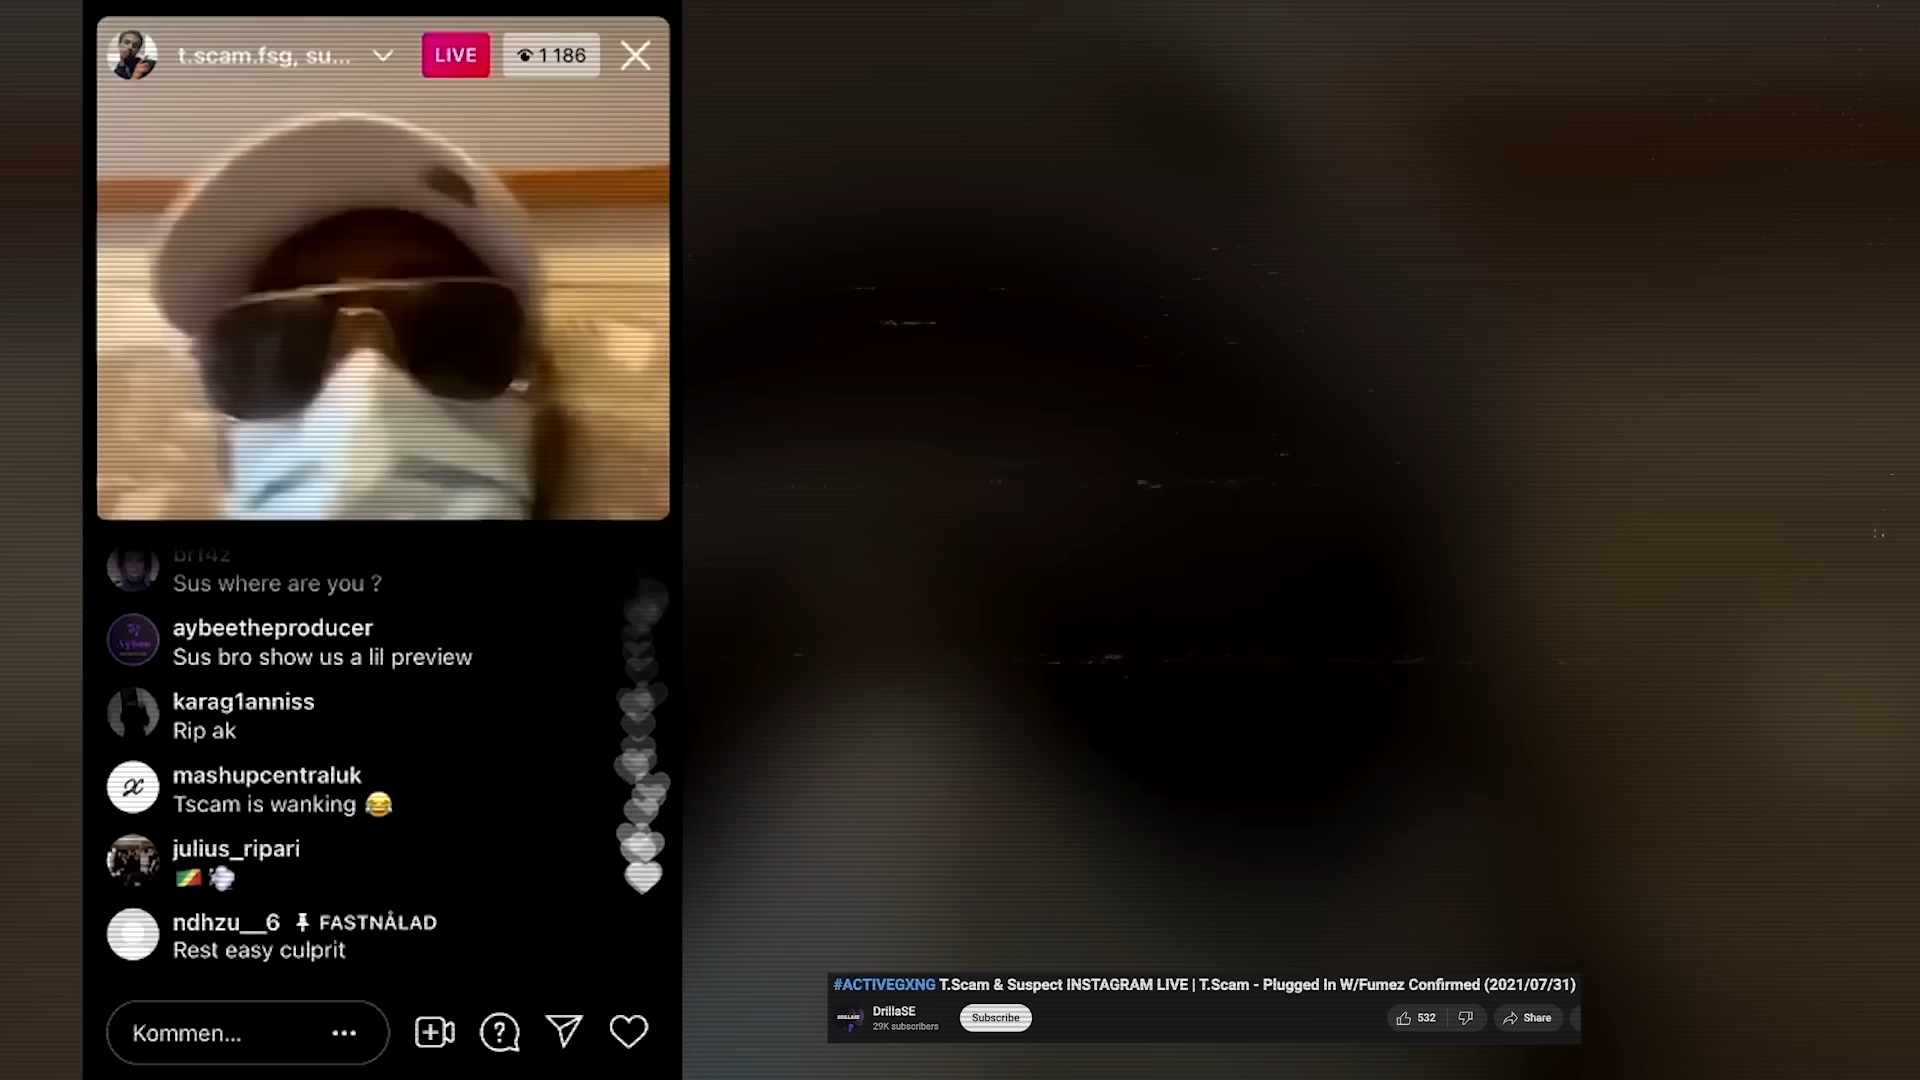 t.scam.fsg, su...
LIVE
1 186
br14z
Sus where are you ?
aybeetheproducer
Sus bro show us a lil preview
karag1anniss
Rip ak
mashupcentraluk
Tscam is wanking 😂
julius_ripari
🇨🇬 💨
ndhzu__6 📌 FASTNÅLAD
Rest easy culprit
Kommen...
#ACTIVEGXNG T.Scam & Suspect INSTAGRAM LIVE | T.Scam - Plugged In W/Fumez Confirmed (2021/07/31)
DRILLASE
DrillaSE
29K subscribers
Subscribe
532
Share